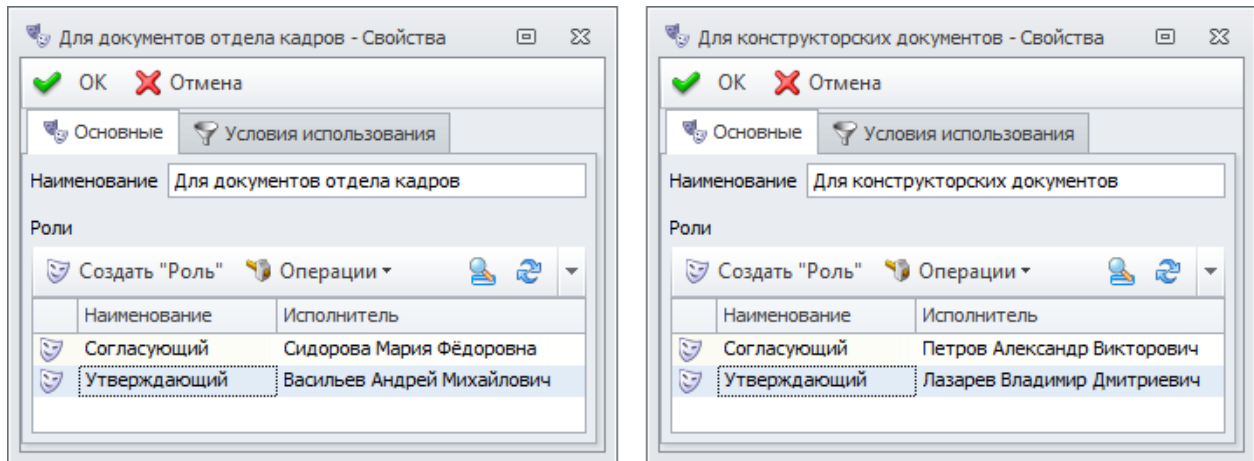 Для документов отдела кадров - Свойства
ОК Отмена
Основные Условия использования
Наименование Для документов отдела кадров
Роли
Создать "Роль" Операции
Наименование Исполнитель
Согласующий Сидорова Мария Фёдоровна
Утверждающий Васильев Андрей Михайлович
Для конструкторских документов - Свойства
ОК Отмена
Основные Условия использования
Наименование Для конструкторских документов
Роли
Создать "Роль" Операции
Наименование Исполнитель
Согласующий Петров Александр Викторович
Утверждающий Лазарев Владимир Дмитриевич